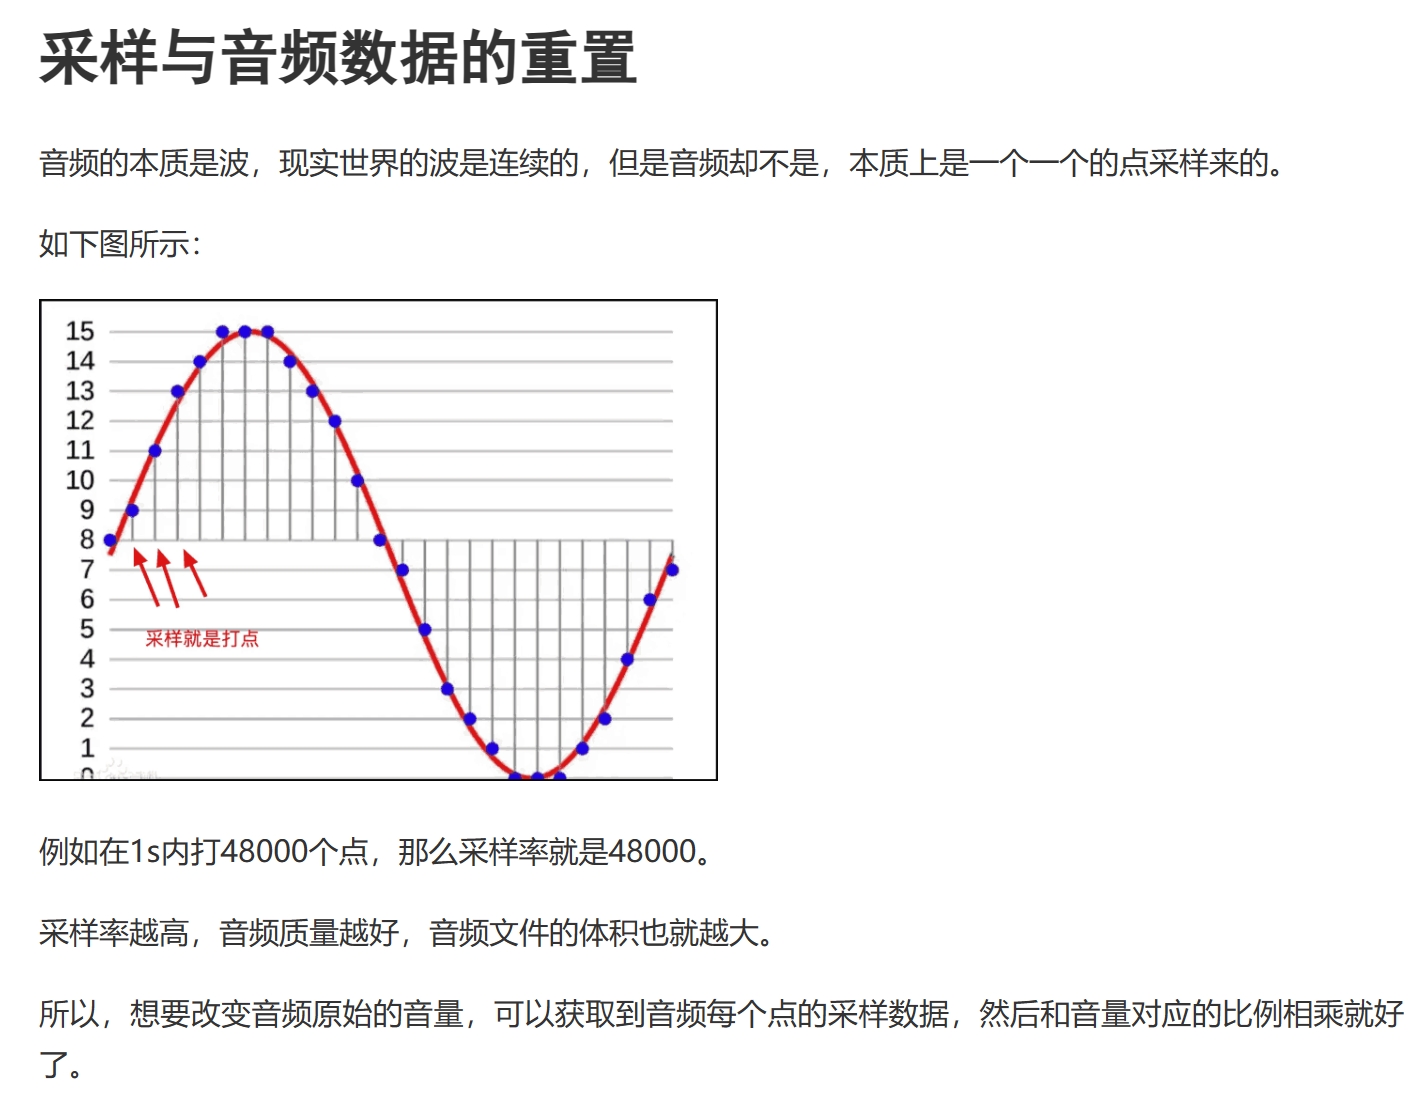 采样与音频数据的重置
音频的本质是波，现实世界的波是连续的，但是音频却不是，本质上是一个一个的点采样来的。
如下图所示：
15
14
13
12
11
10
9
8
7
6
5
4
3
2
1
0
采样就是打点
例如在1s内打48000个点，那么采样率就是48000。
采样率越高，音频质量越好，音频文件的体积也就越大。
所以，想要改变音频原始的音量，可以获取到音频每个点的采样数据，然后和音量对应的比例相乘就好
了。